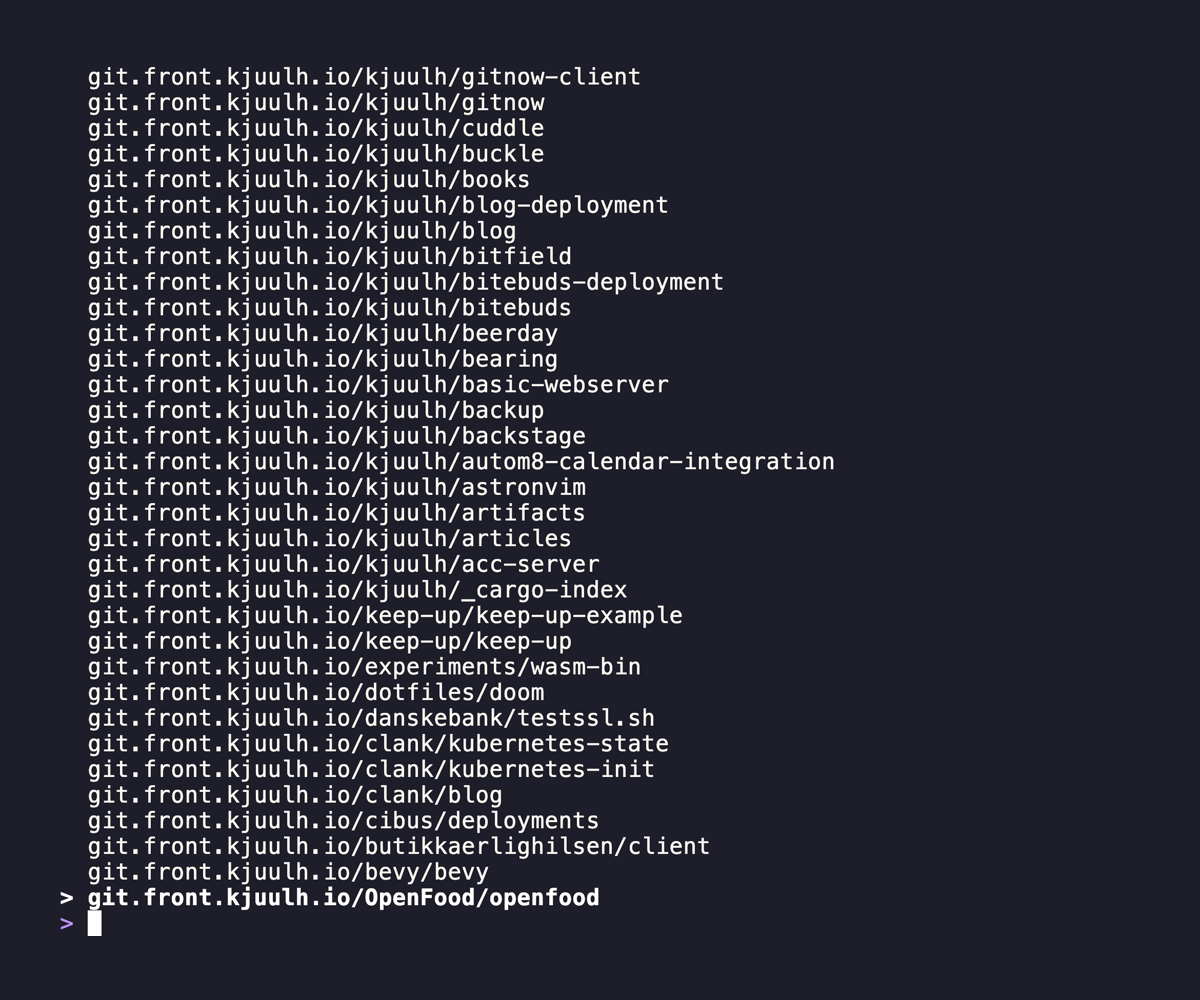 git.front.kjuulh.io/kjuulh/gitnow-client
git.front.kjuulh.io/kjuulh/gitnow
git.front.kjuulh.io/kjuulh/cuddle
git.front.kjuulh.io/kjuulh/buckle
git.front.kjuulh.io/kjuulh/books
git.front.kjuulh.io/kjuulh/blog-deployment
git.front.kjuulh.io/kjuulh/blog
git.front.kjuulh.io/kjuulh/bitfield
git.front.kjuulh.io/kjuulh/bitebuds-deployment
git.front.kjuulh.io/kjuulh/bitebuds
git.front.kjuulh.io/kjuulh/beerday
git.front.kjuulh.io/kjuulh/bearing
git.front.kjuulh.io/kjuulh/basic-webserver
git.front.kjuulh.io/kjuulh/backup
git.front.kjuulh.io/kjuulh/backstage
git.front.kjuulh.io/kjuulh/autom8-calendar-integration
git.front.kjuulh.io/kjuulh/astronvim
git.front.kjuulh.io/kjuulh/artifacts
git.front.kjuulh.io/kjuulh/articles
git.front.kjuulh.io/kjuulh/acc-server
git.front.kjuulh.io/kjuulh/_cargo-index
git.front.kjuulh.io/keep-up/keep-up-example
git.front.kjuulh.io/keep-up/keep-up
git.front.kjuulh.io/experiments/wasm-bin
git.front.kjuulh.io/dotfiles/doom
git.front.kjuulh.io/danskebank/testssl.sh
git.front.kjuulh.io/clank/kubernetes-state
git.front.kjuulh.io/clank/kubernetes-init
git.front.kjuulh.io/clank/blog
git.front.kjuulh.io/cibus/deployments
git.front.kjuulh.io/butikkaerlighilsen/client
git.front.kjuulh.io/bevy/bevy
> git.front.kjuulh.io/OpenFood/openfood
>